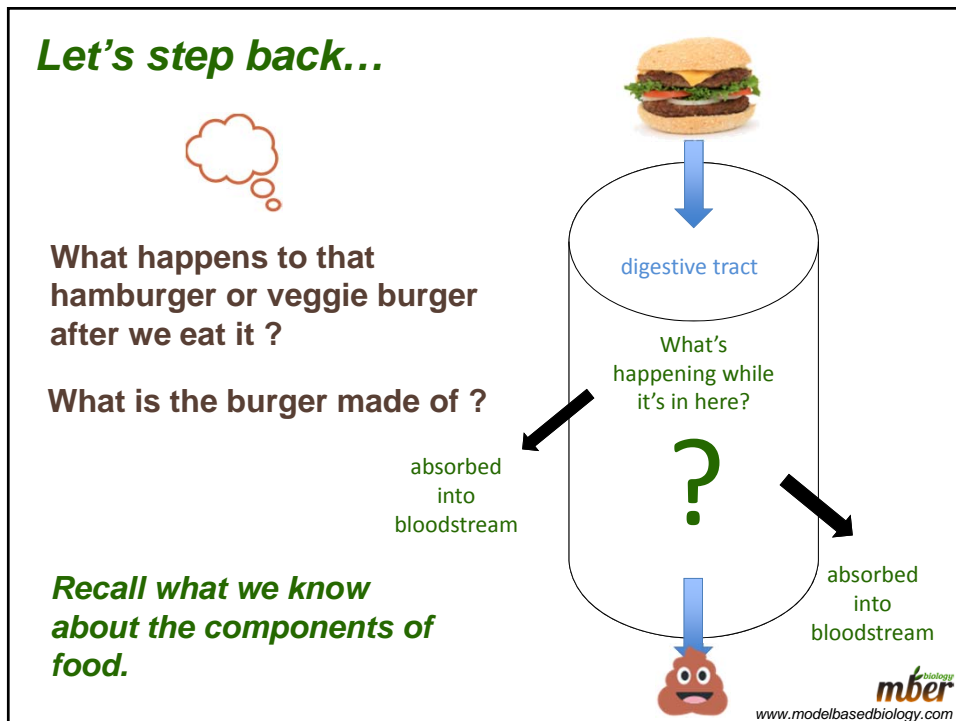 Let's step back…
What happens to that
hamburger or veggie burger
after we eat it ?
What is the burger made of ?
Recall what we know
about the components of
food.
digestive tract
What's
happening while
it's in here?
?
absorbed
into
bloodstream
absorbed
into
bloodstream
biology
mber
www.modelbasedbiology.com